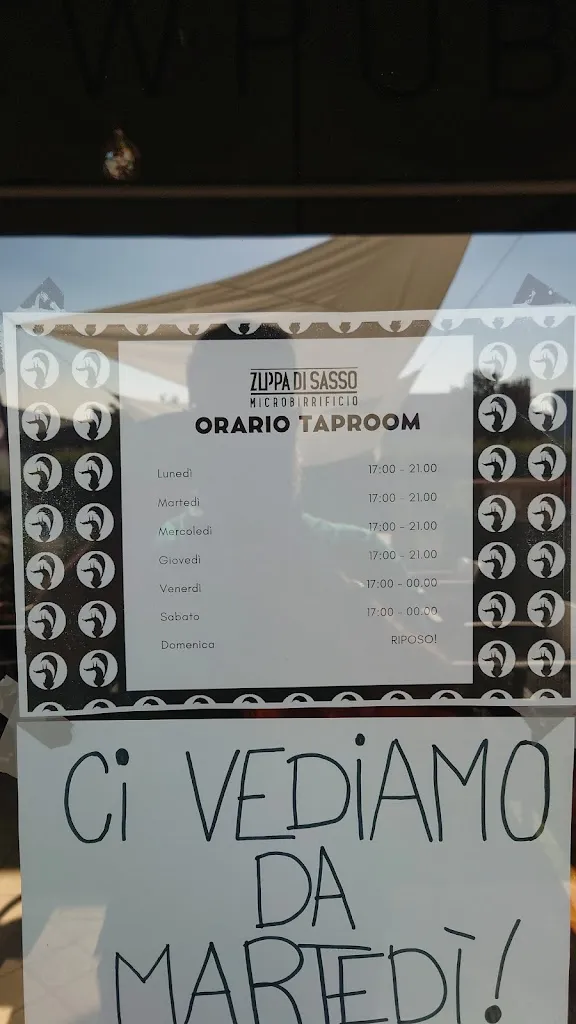 WPUB
ZUPPA DI SASSO
MICROBIRRIFICIO
ORARIO TAPROOM
Lunedì 17:00 - 21.00
Martedì 17:00 - 21.00
Mercoledì 17:00 - 21.00
Giovedì 17:00 - 21.00
Venerdì 17:00 - 00.00
Sabato 17:00 - 00.00
Domenica RIPOSO!
Ci VEDiAMO
DA
MARTEDÌ!